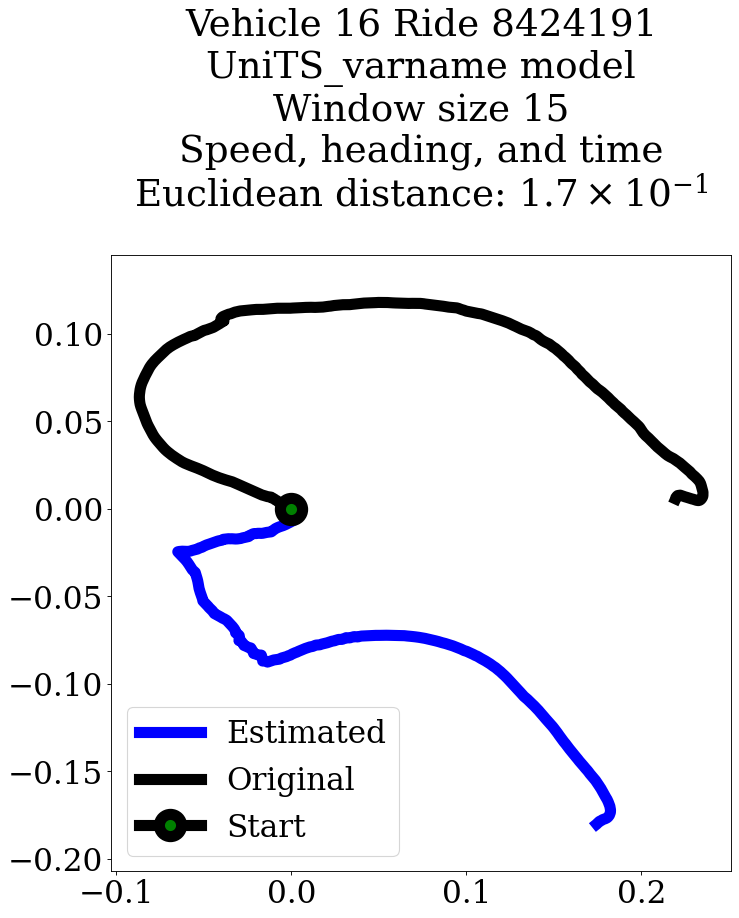 Vehicle 16 Ride 8424191
UniTS_varname model
Window size 15
Speed, heading, and time
Euclidean distance: 1.7 × 10⁻¹
0.10
0.05
0.00
−0.05
−0.10
−0.15
−0.20
Estimated
Original
Start
−0.1
0.0
0.1
0.2